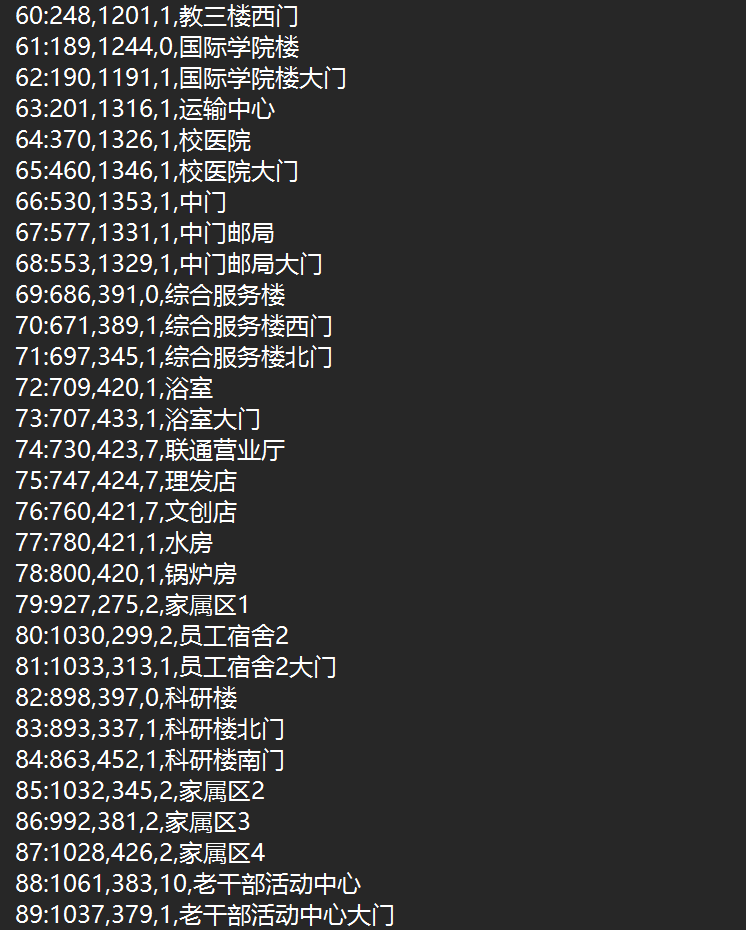 60:248,1201,1,教三楼西门
61:189,1244,0,国际学院楼
62:190,1191,1,国际学院楼大门
63:201,1316,1,运输中心
64:370,1326,1,校医院
65:460,1346,1,校医院大门
66:530,1353,1,中门
67:577,1331,1,中门邮局
68:553,1329,1,中门邮局大门
69:686,391,0,综合服务楼
70:671,389,1,综合服务楼西门
71:697,345,1,综合服务楼北门
72:709,420,1,浴室
73:707,433,1,浴室大门
74:730,423,7,联通营业厅
75:747,424,7,理发店
76:760,421,7,文创店
77:780,421,1,水房
78:800,420,1,锅炉房
79:927,275,2,家属区1
80:1030,299,2,员工宿舍2
81:1033,313,1,员工宿舍2大门
82:898,397,0,科研楼
83:893,337,1,科研楼北门
84:863,452,1,科研楼南门
85:1032,345,2,家属区2
86:992,381,2,家属区3
87:1028,426,2,家属区4
88:1061,383,10,老干部活动中心
89:1037,379,1,老干部活动中心大门